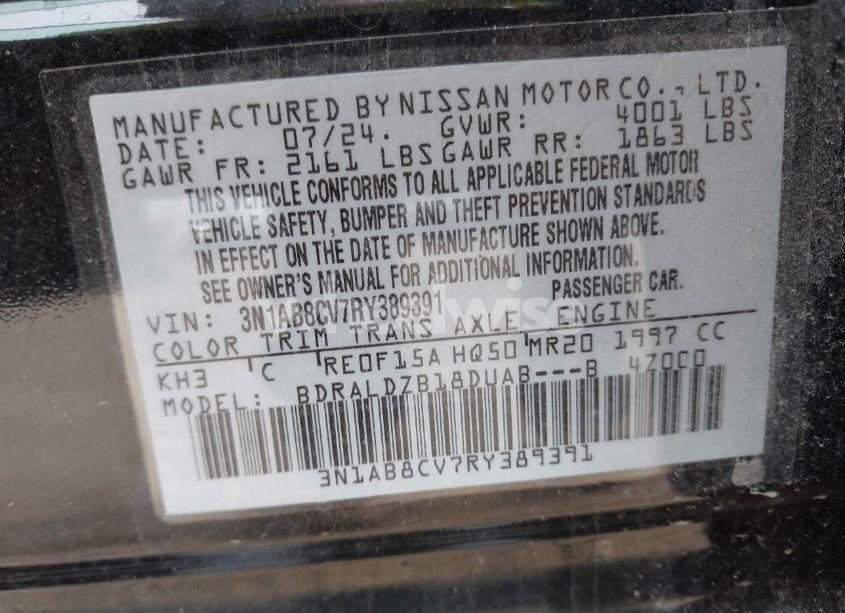 MANUFACTURED BY NISSAN MOTOR CO., LTD.
DATE: 07/24. GVWR: 4001 LBS
GAWR FR: 2161 LBS GAWR RR: 1863 LBS
THIS VEHICLE CONFORMS TO ALL APPLICABLE FEDERAL MOTOR
VEHICLE SAFETY, BUMPER AND THEFT PREVENTION STANDARDS
IN EFFECT ON THE DATE OF MANUFACTURE SHOWN ABOVE.
SEE OWNER'S MANUAL FOR ADDITIONAL INFORMATION.
VIN: 3N1AB8CV7RY389391 PASSENGER CAR.
COLOR TRIM TRANS AXLE ENGINE
KH3 C RE0F15A HQ50 MR20 1997 CC
MODEL: BDRALDZB18DUAB---B 4Z0C0
3N1AB8CV7RY389391